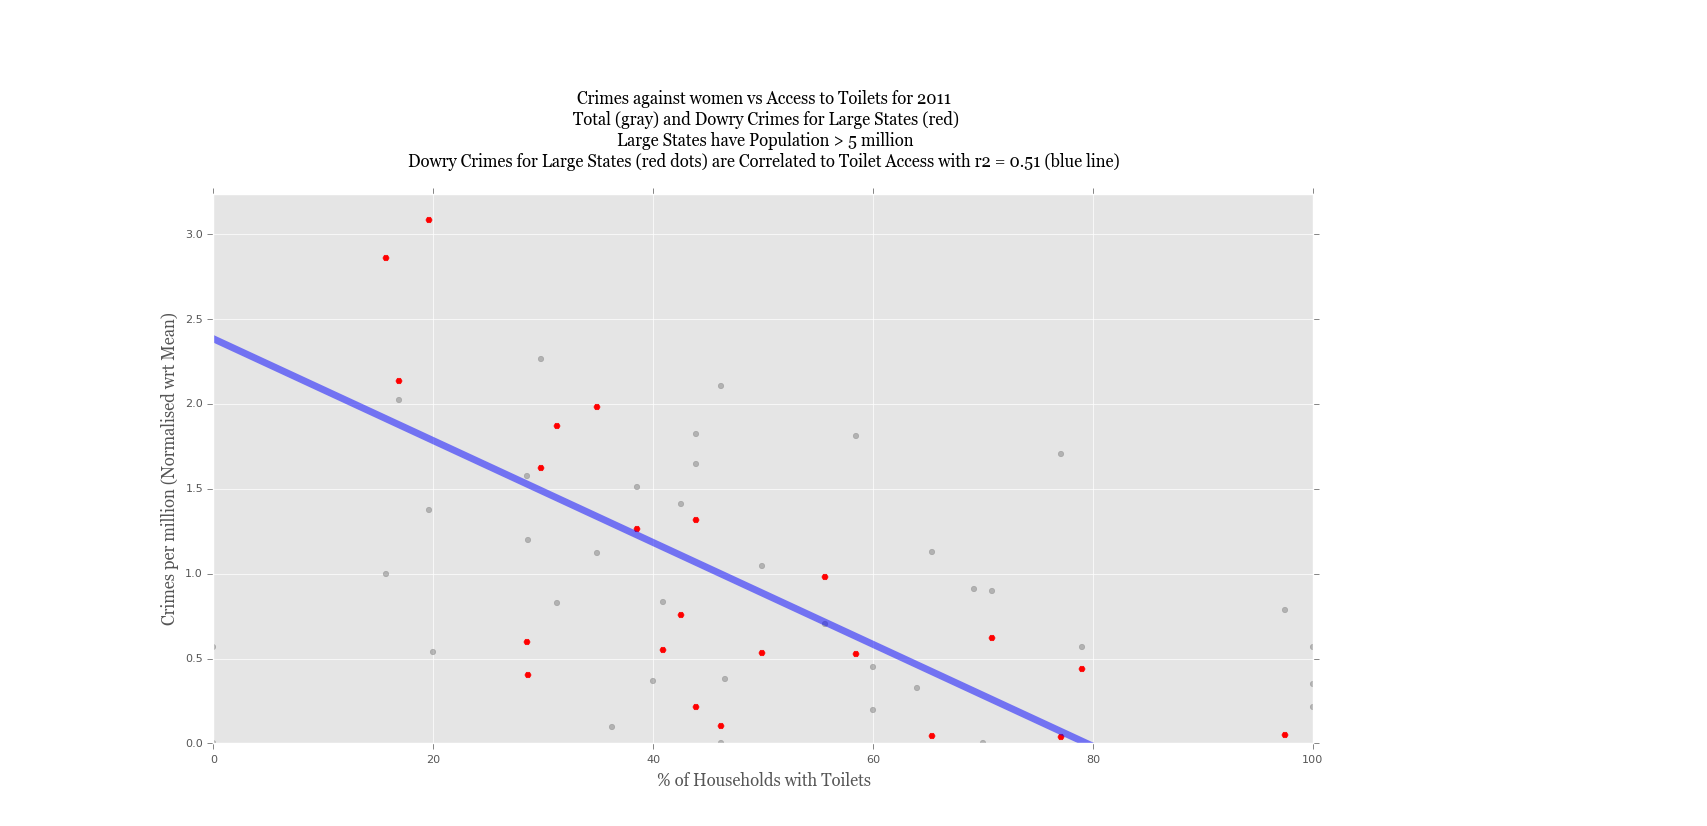 Crimes against women vs Access to Toilets for 2011
Total (gray) and Dowry Crimes for Large States (red)
Large States have Population > 5 million
Dowry Crimes for Large States (red dots) are Correlated to Toilet Access with r2 = 0.51 (blue line)
Crimes per million (Normalised wrt Mean)
3.0
2.5
2.0
1.5
1.0
0.5
0.0
0 20 40 60 80 100
% of Households with Toilets